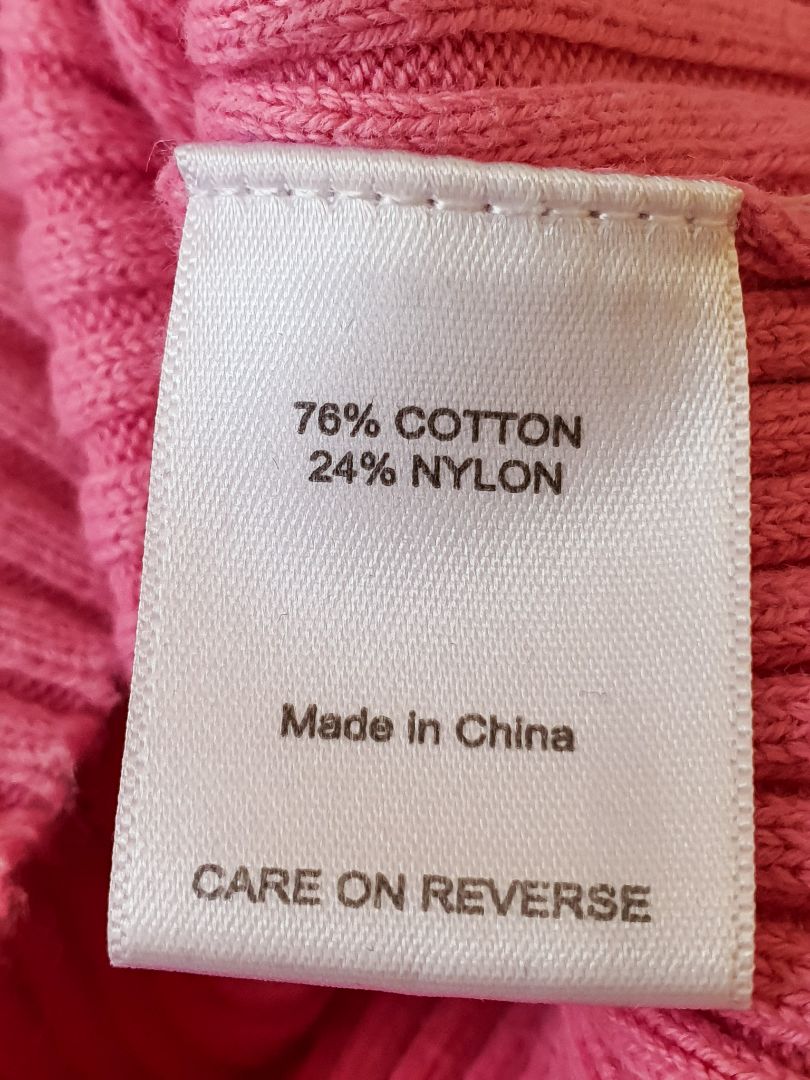 76% COTTON
24% NYLON
Made in China
CARE ON REVERSE